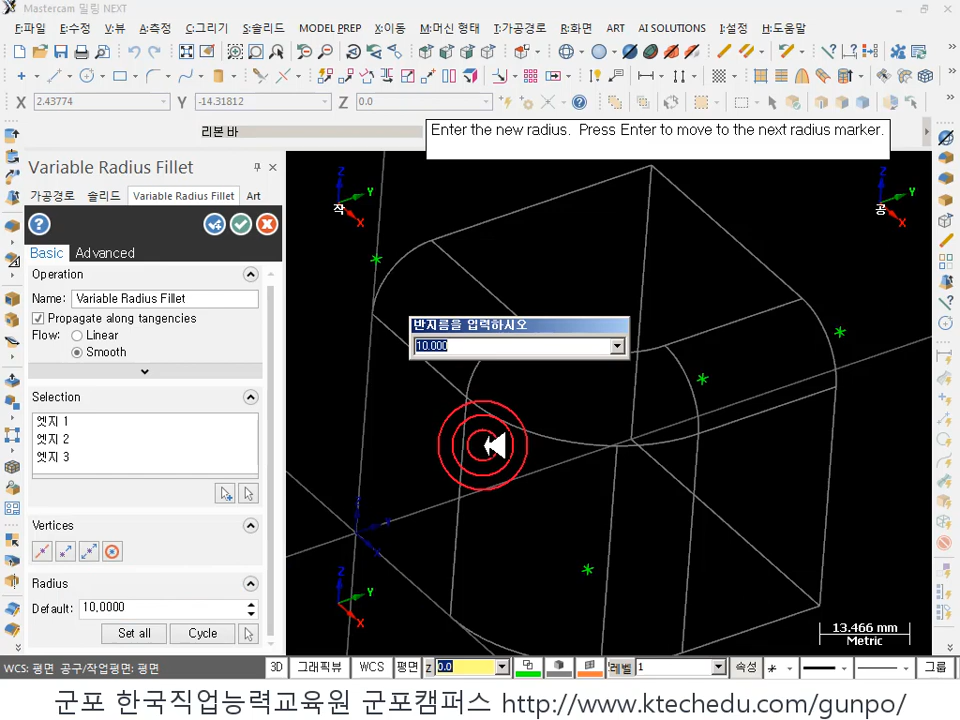 Mastercam 밀링 NEXT
F:파일 E:수정 V:뷰 A:측정 C:그리기 S:솔리드 MODEL PREP X:이동 M:머신 형태 T:가공경로 R:화면 ART AI SOLUTIONS I:설정 H:도움말
X 2.43774 Y -14.31812 Z 0.0
리본 바
Enter the new radius. Press Enter to move to the next radius marker.
Variable Radius Fillet
가공경로 솔리드 Variable Radius Fillet Art
Basic Advanced
Operation
Name: Variable Radius Fillet
Propagate along tangencies
Flow: Linear
Smooth
Selection
엣지 1
엣지 2
엣지 3
Vertices
Radius
Default: 10,0000
Set all Cycle
Z
Y
작
X
Z
Y
공
X
반지름을 입력하시오
10.000
Z
Y
X
13.466 mm
Metric
WCS: 평면 공구/작업평면: 평면 3D 그래픽뷰 WCS 평면 Z 0.0 레벨 1 속성 그룹
군포 한국직업능력교육원 군포캠퍼스 http://www.ktechedu.com/gunpo/